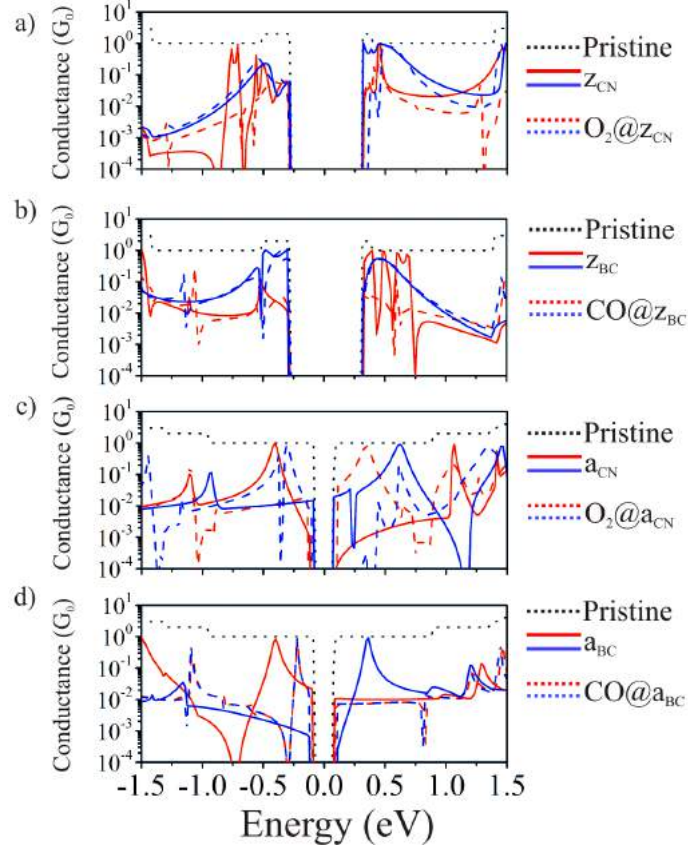 a)
Conductance (G₀)
10¹
10⁰
10⁻¹
10⁻²
10⁻³
10⁻⁴
Pristine
z_CN
O₂@z_CN
b)
Conductance (G₀)
10¹
10⁰
10⁻¹
10⁻²
10⁻³
10⁻⁴
Pristine
z_BC
CO@z_BC
c)
Conductance (G₀)
10¹
10⁰
10⁻¹
10⁻²
10⁻³
10⁻⁴
Pristine
a_CN
O₂@a_CN
d)
Conductance (G₀)
10¹
10⁰
10⁻¹
10⁻²
10⁻³
10⁻⁴
Pristine
a_BC
CO@a_BC
-1.5 -1.0 -0.5 0.0 0.5 1.0 1.5
Energy (eV)